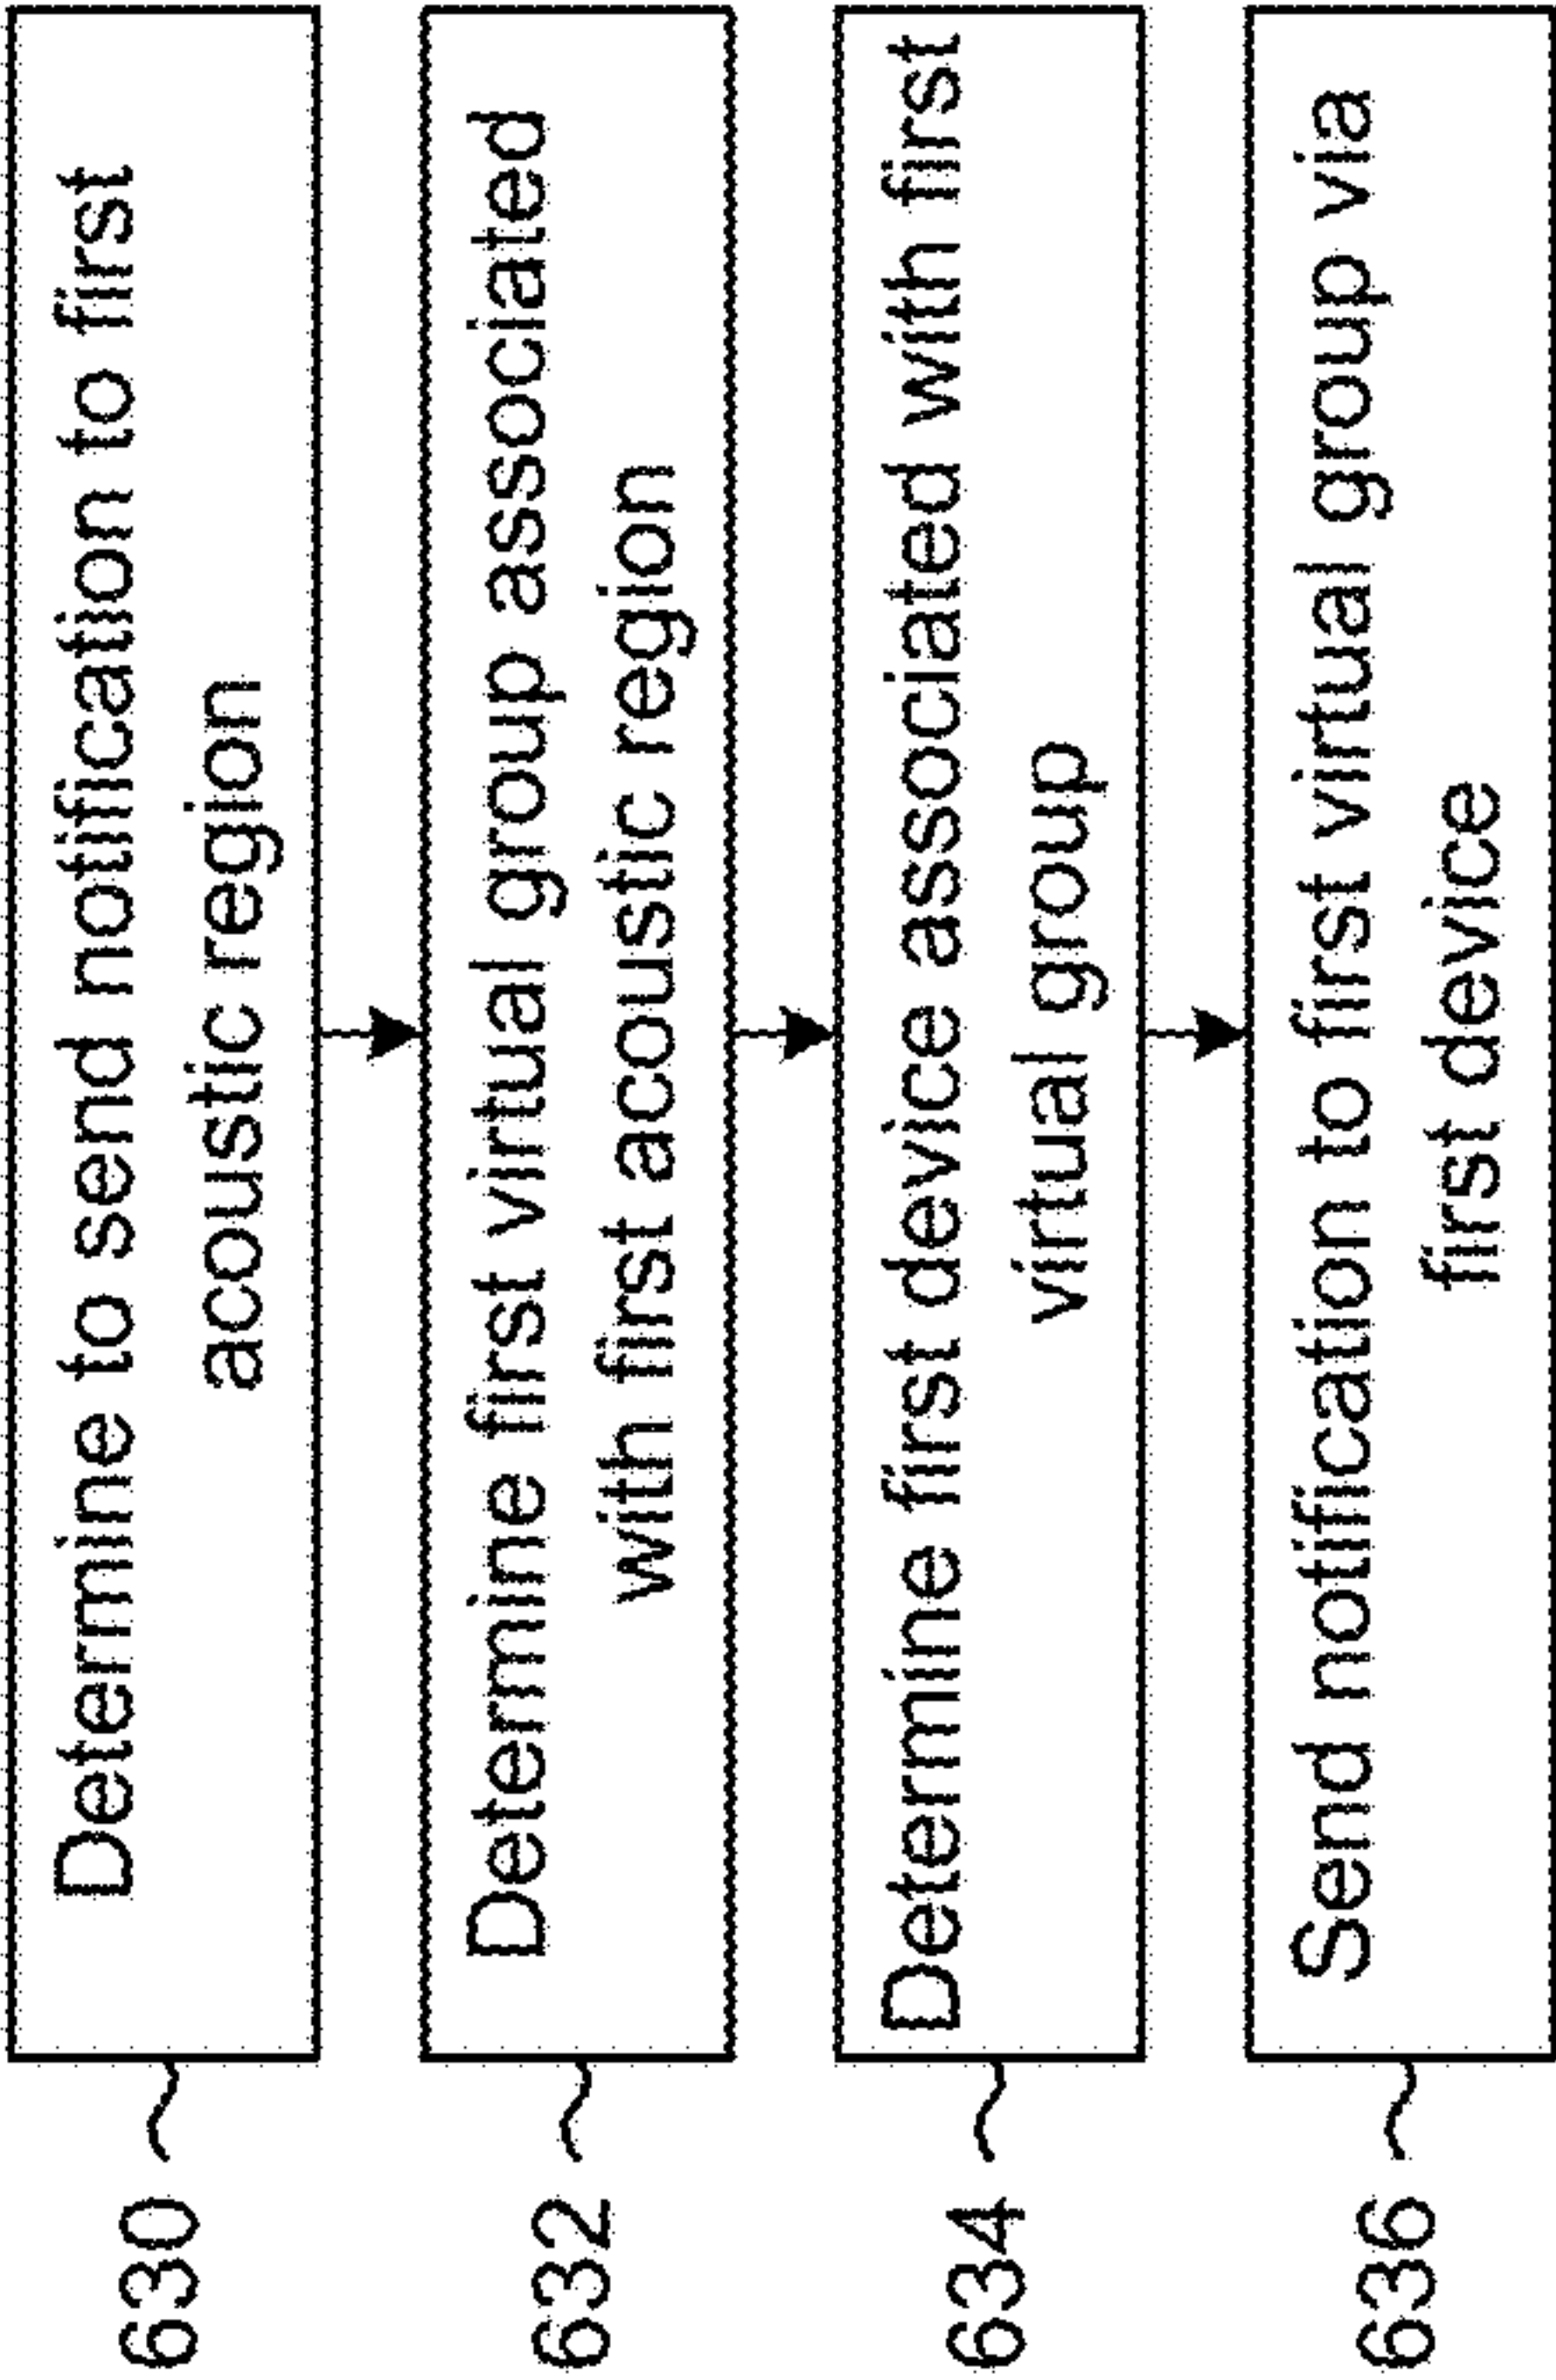 630
Determine to send notification to first
acoustic region
632
Determine first virtual group associated
with first acoustic region
634
Determine first device associated with first
virtual group
636
Send notification to first virtual group via
first device